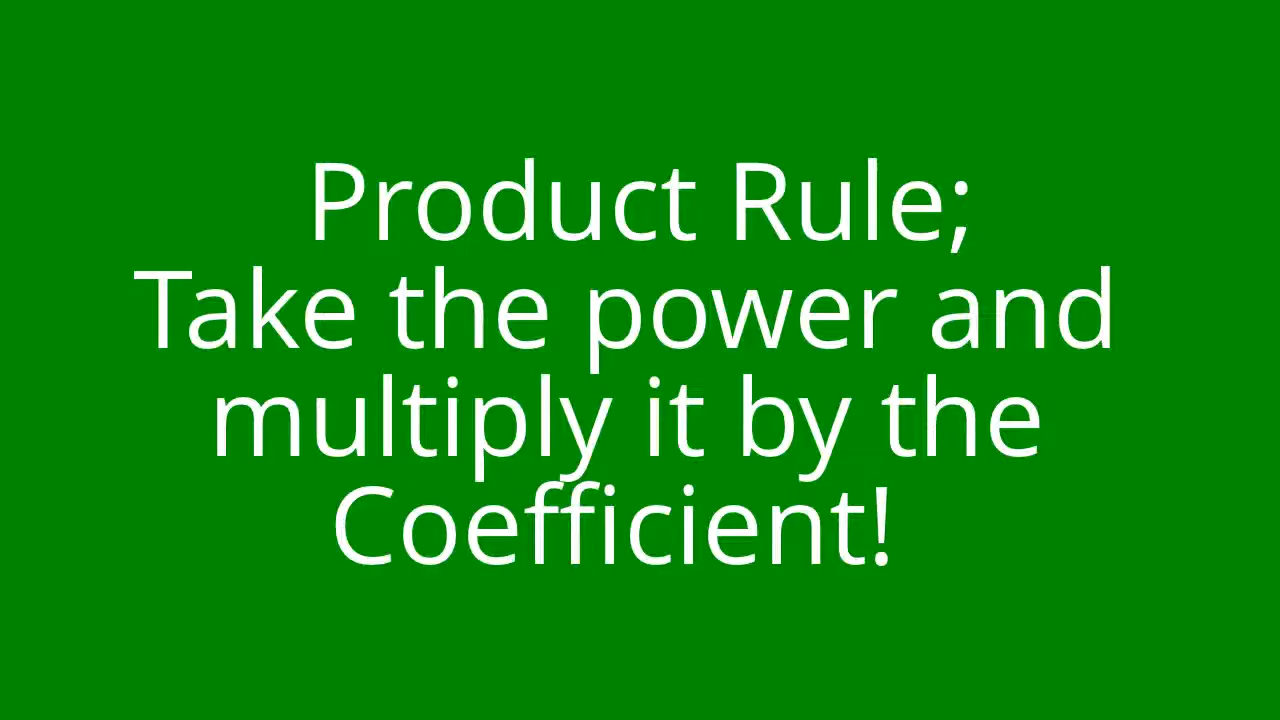 Product Rule;
Take the power and
multiply it by the
Coefficient!